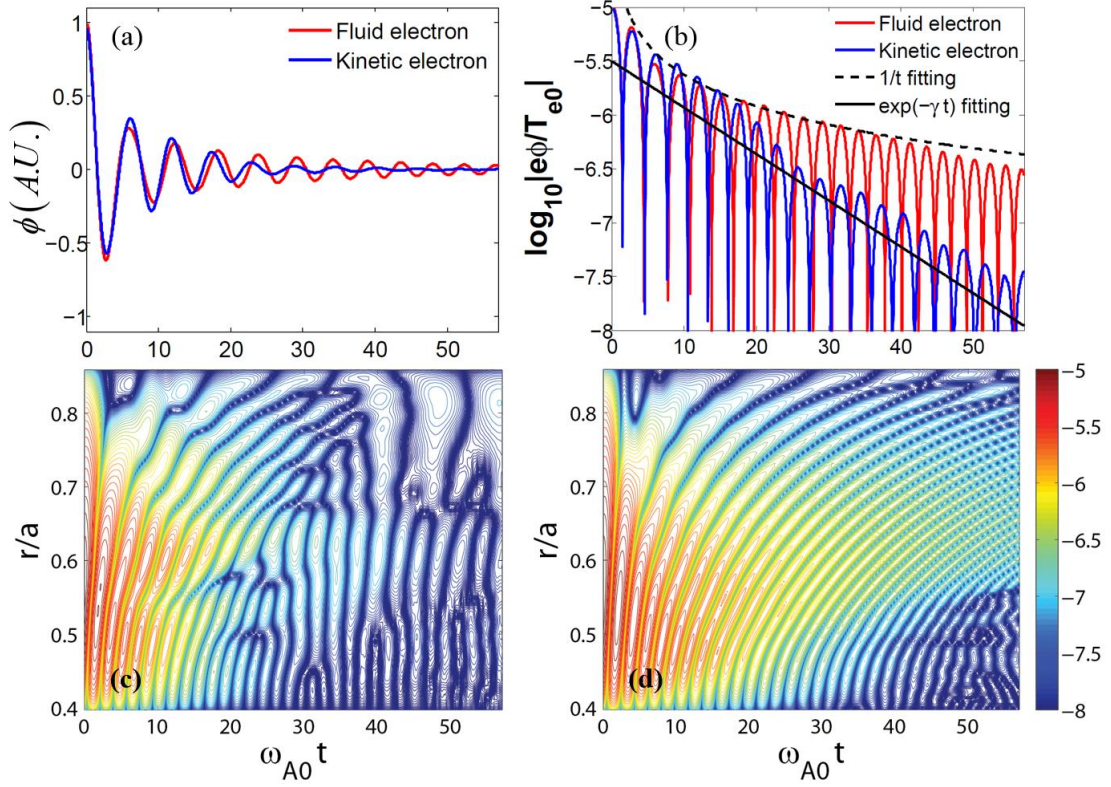 (a)
Fluid electron
Kinetic electron
ϕ(A.U.)
1
0.5
0
−0.5
−1
0 10 20 30 40 50
(b)
Fluid electron
Kinetic electron
1/t fitting
exp(−γ t) fitting
log10|eϕ/Te0|
−5
−5.5
−6
−6.5
−7
−7.5
−8
0 10 20 30 40 50
(c)
r/a
0.8
0.7
0.6
0.5
0.4
0 10 20 30 40 50
ωA0 t
(d)
r/a
0.8
0.7
0.6
0.5
0.4
0 10 20 30 40 50
ωA0 t
−5
−5.5
−6
−6.5
−7
−7.5
−8